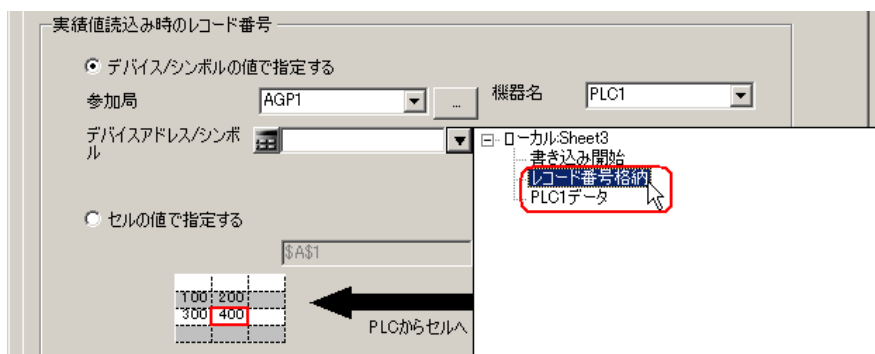 実績値読込み時のレコード番号
デバイス/シンボルの値で指定する
参加局
AGP1
...
機器名
PLC1
デバイスアドレス/シンボ
ル
ローカル:Sheet3
書き込み開始
レコード番号格納
PLC1データ
セルの値で指定する
$A$1
100 200
300 400
PLCからセルへ